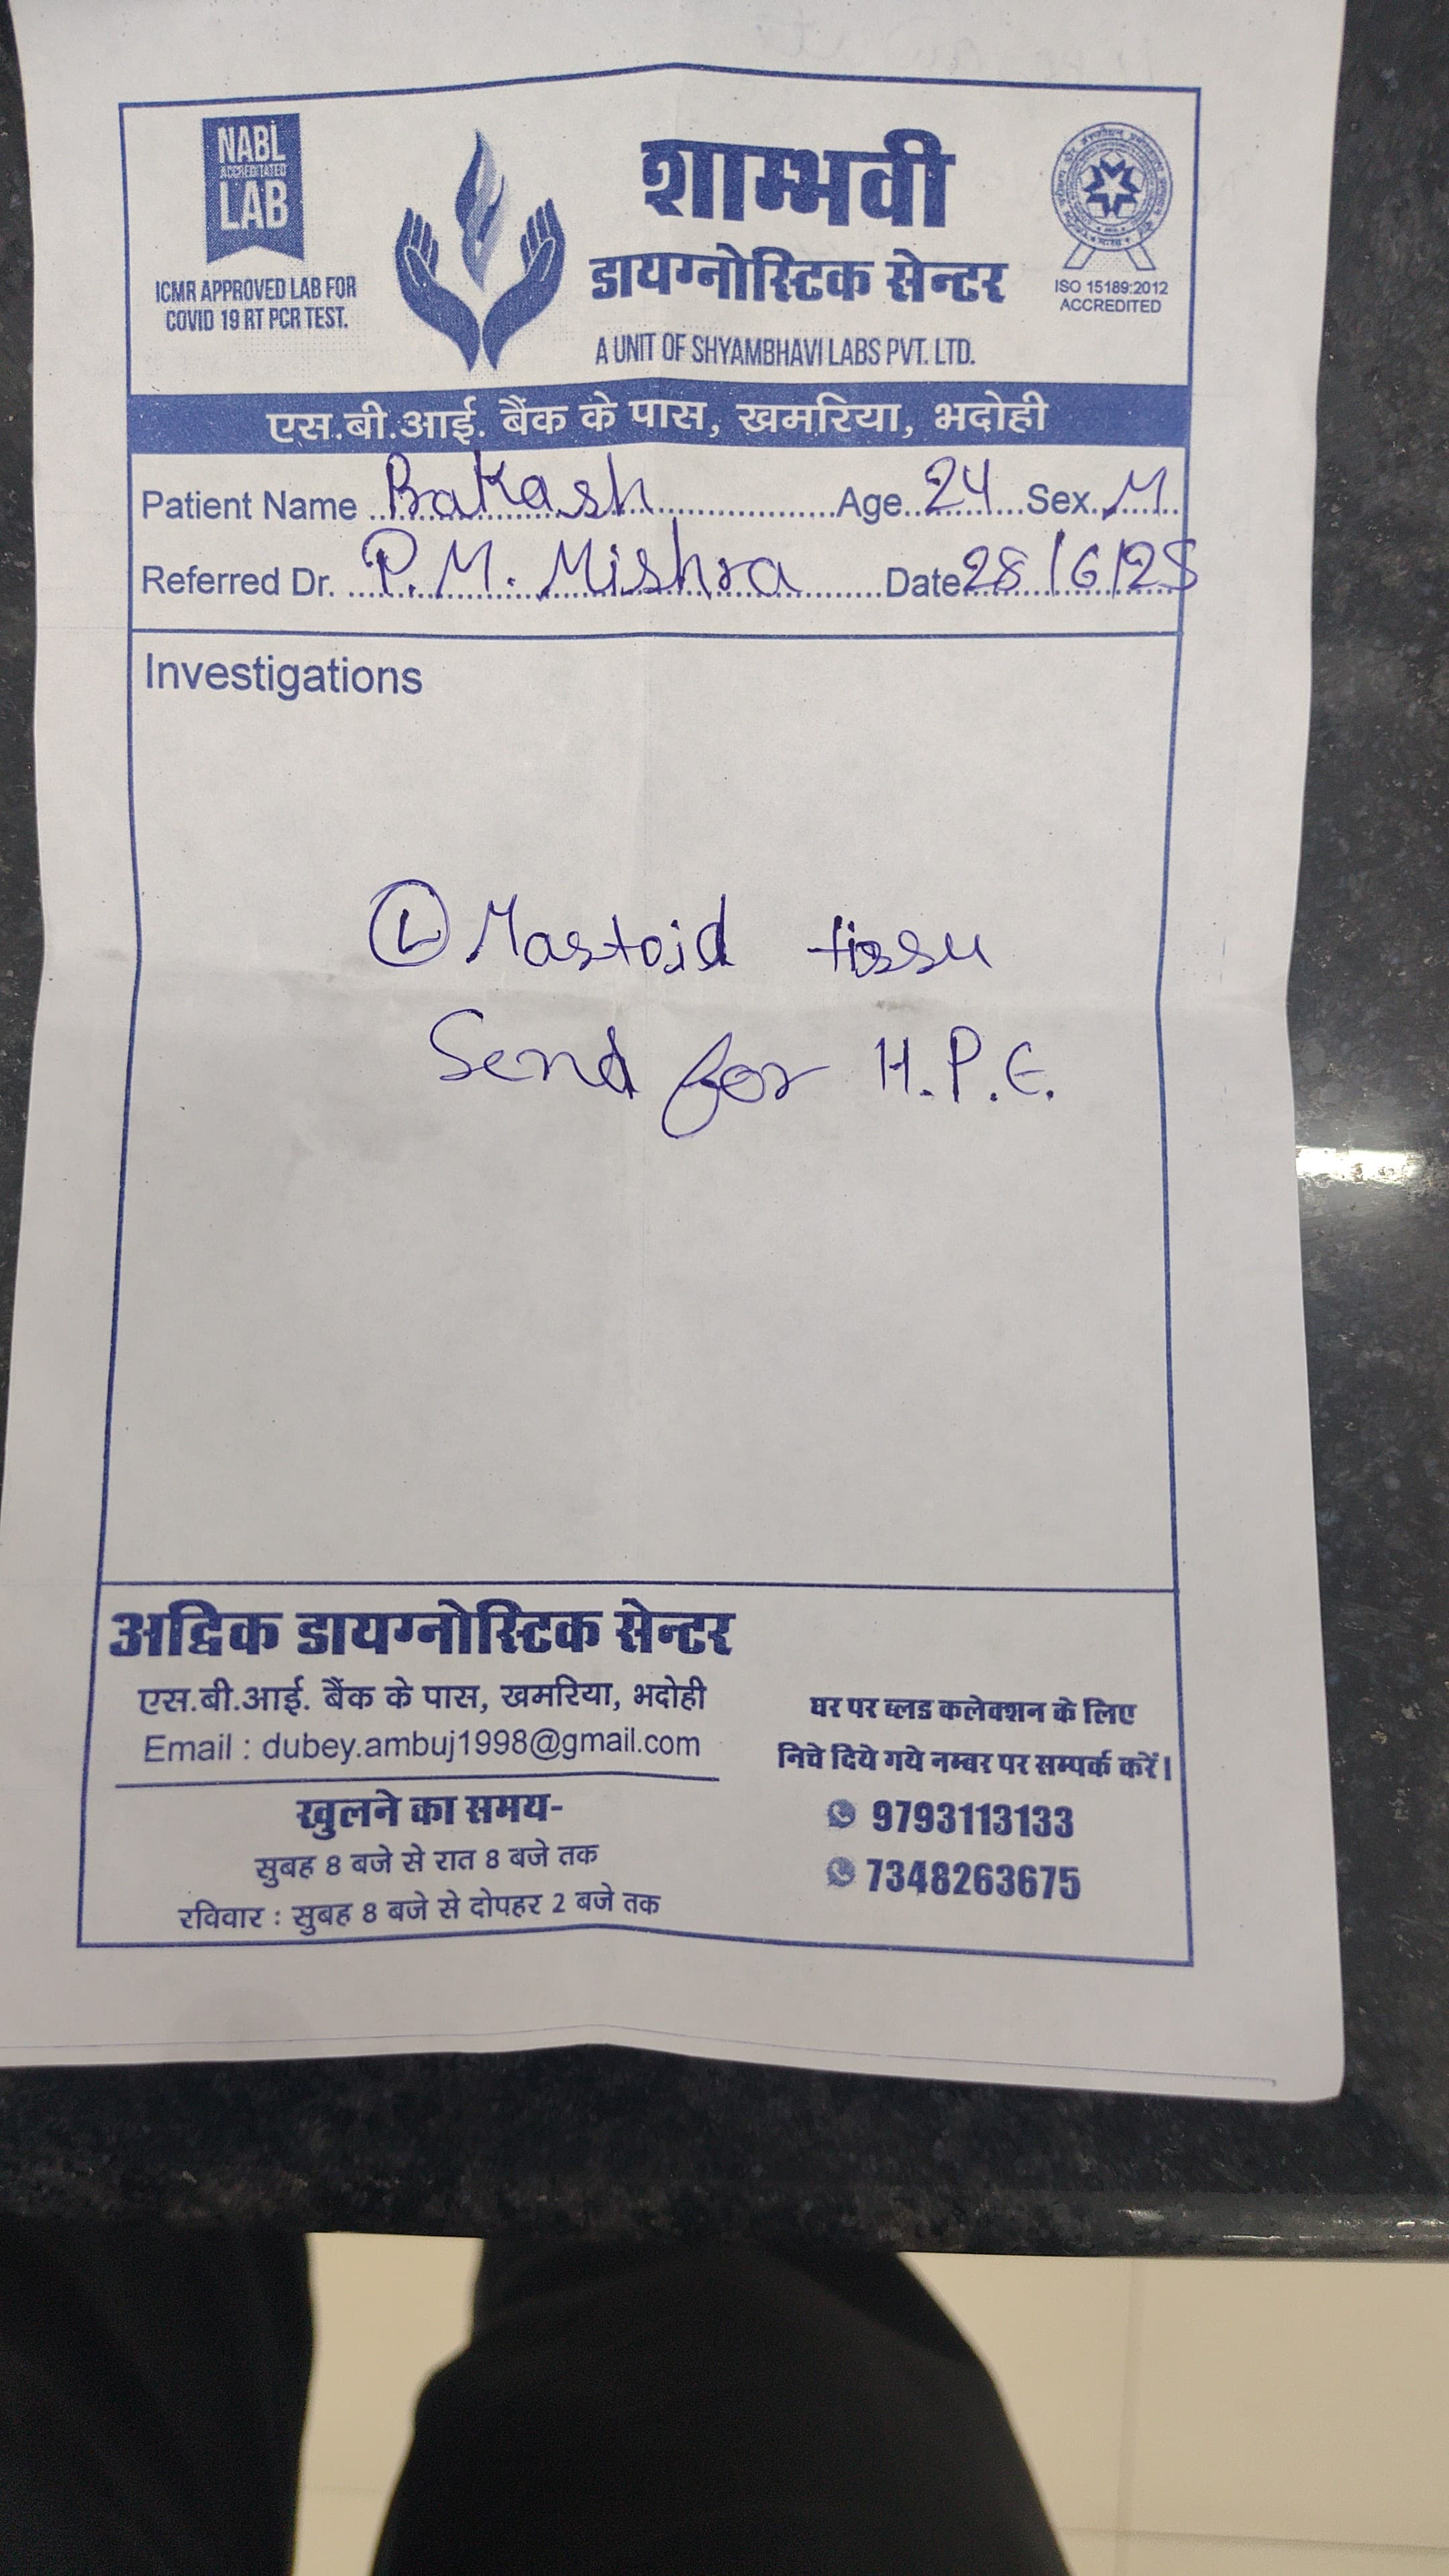 NABL
ACCREDITATED
LAB
ICMR APPROVED LAB FOR
COVID 19 RT PCR TEST.
शाम्भवी
डायग्नोस्टिक सेन्टर
A UNIT OF SHYAMBHAVI LABS PVT. LTD.
ISO 15189:2012
ACCREDITED
एस.बी.आई. बैंक के पास, खमरिया, भदोही
Patient Name Prakash Age 24 Sex M
Referred Dr. P. M. Mishra Date 28/6/25
Investigations
Ⓛ Mastoid tissu
Send for H.P.E.
अद्विक डायग्नोस्टिक सेन्टर
एस.बी.आई. बैंक के पास, खमरिया, भदोही
Email : dubey.ambuj1998@gmail.com
खुलने का समय-
सुबह 8 बजे से रात 8 बजे तक
रविवार : सुबह 8 बजे से दोपहर 2 बजे तक
घर पर ब्लड कलेक्शन के लिए
निचे दिये गये नम्बर पर सम्पर्क करें।
9793113133
7348263675